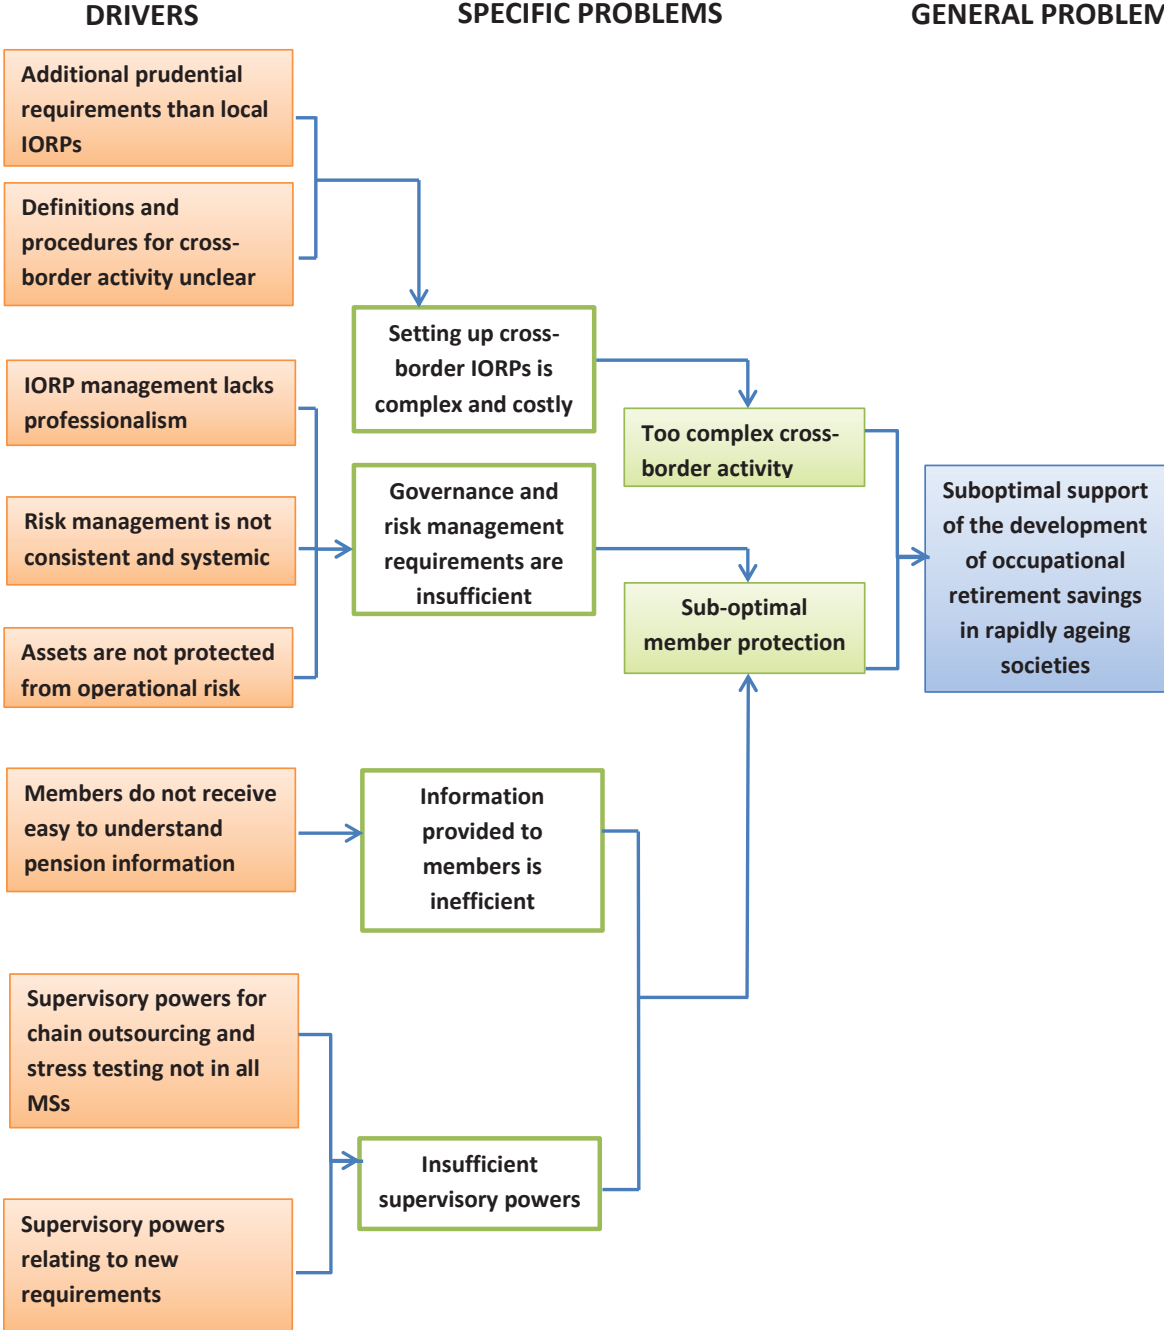 DRIVERS
SPECIFIC PROBLEMS
GENERAL PROBLEM
Additional prudential
requirements than local
IORPs
Definitions and
procedures for cross-
border activity unclear
Setting up cross-
border IORPs is
complex and costly
IORP management lacks
professionalism
Too complex cross-
border activity
Governance and
risk management
requirements are
insufficient
Suboptimal support
of the development
of occupational
retirement savings
in rapidly ageing
societies
Risk management is not
consistent and systemic
Sub-optimal
member protection
Assets are not protected
from operational risk
Members do not receive
easy to understand
pension information
Information
provided to
members is
inefficient
Supervisory powers for
chain outsourcing and
stress testing not in all
MSs
Insufficient
supervisory powers
Supervisory powers
relating to new
requirements